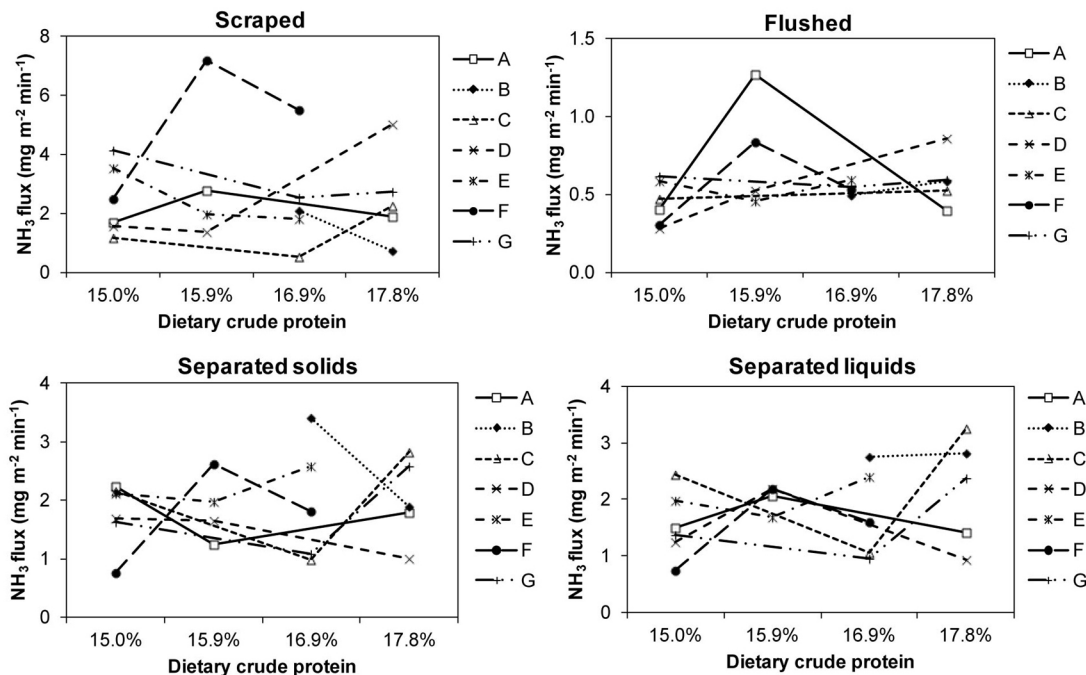 Scraped
NH₃ flux (mg m⁻² min⁻¹)
8
6
4
2
0
15.0% 15.9% 16.9% 17.8%
Dietary crude protein
A
B
C
D
E
F
G
Flushed
NH₃ flux (mg m⁻² min⁻¹)
1.5
1.0
0.5
0.0
15.0% 15.9% 16.9% 17.8%
Dietary crude protein
A
B
C
D
E
F
G
Separated solids
NH₃ flux (mg m⁻² min⁻¹)
4
3
2
1
0
15.0% 15.9% 16.9% 17.8%
Dietary crude protein
A
B
C
D
E
F
G
Separated liquids
NH₃ flux (mg m⁻² min⁻¹)
4
3
2
1
0
15.0% 15.9% 16.9% 17.8%
Dietary crude protein
A
B
C
D
E
F
G